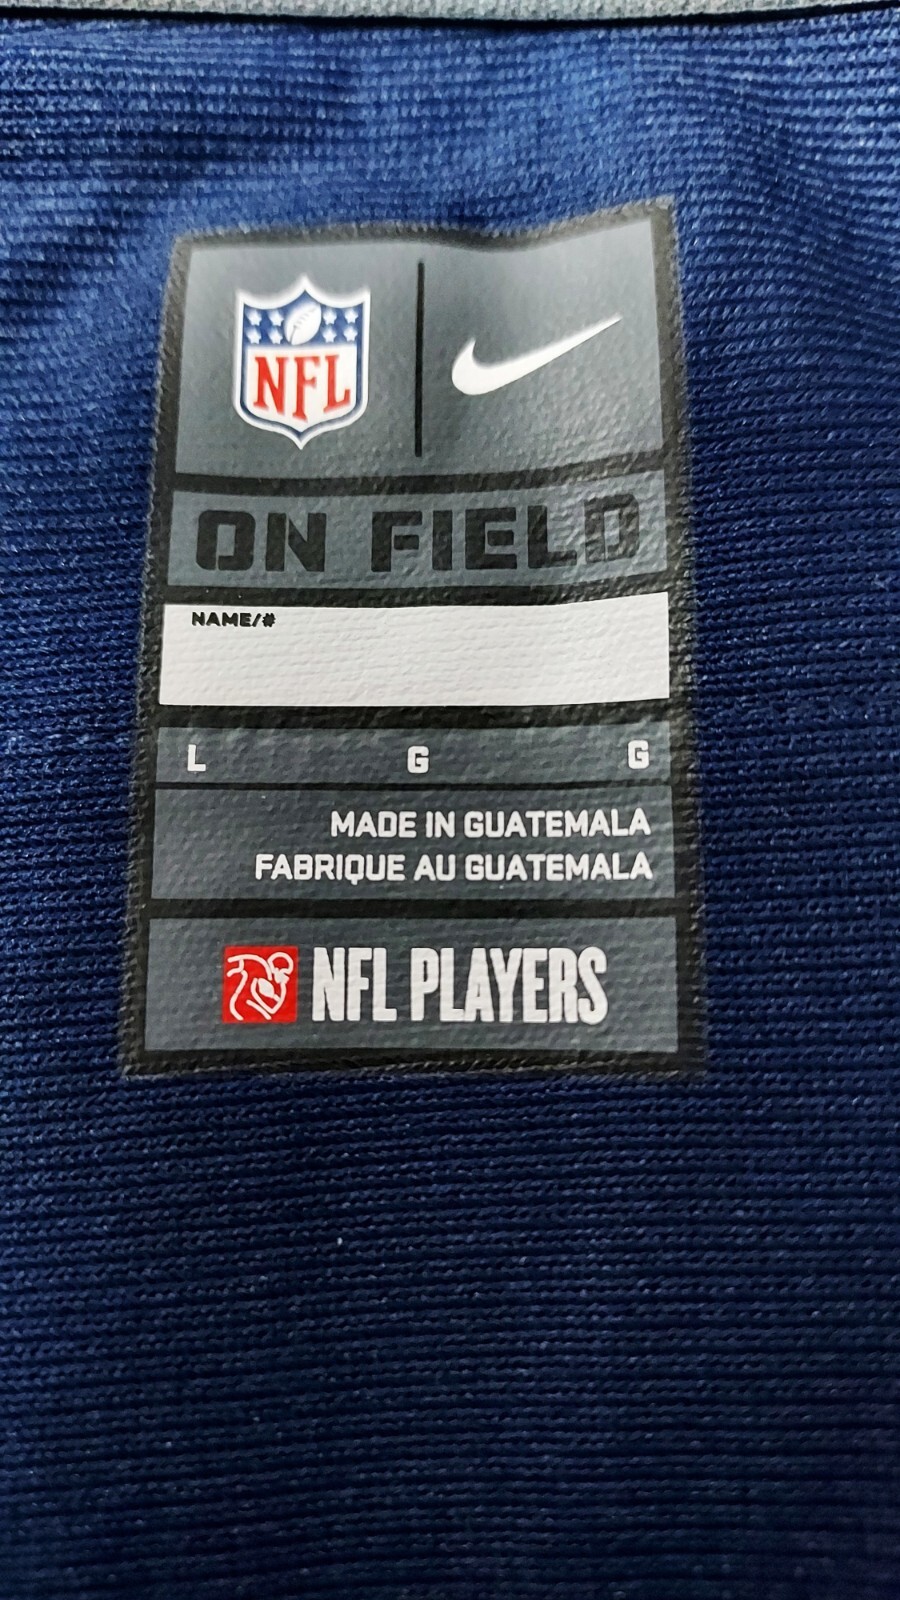 NFL
ON FIELD
NAME/#
L G G
MADE IN GUATEMALA
FABRIQUE AU GUATEMALA
NFL PLAYERS